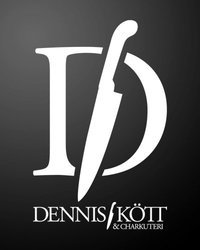 D
DENNIS KÖTT
& CHARKUTERI